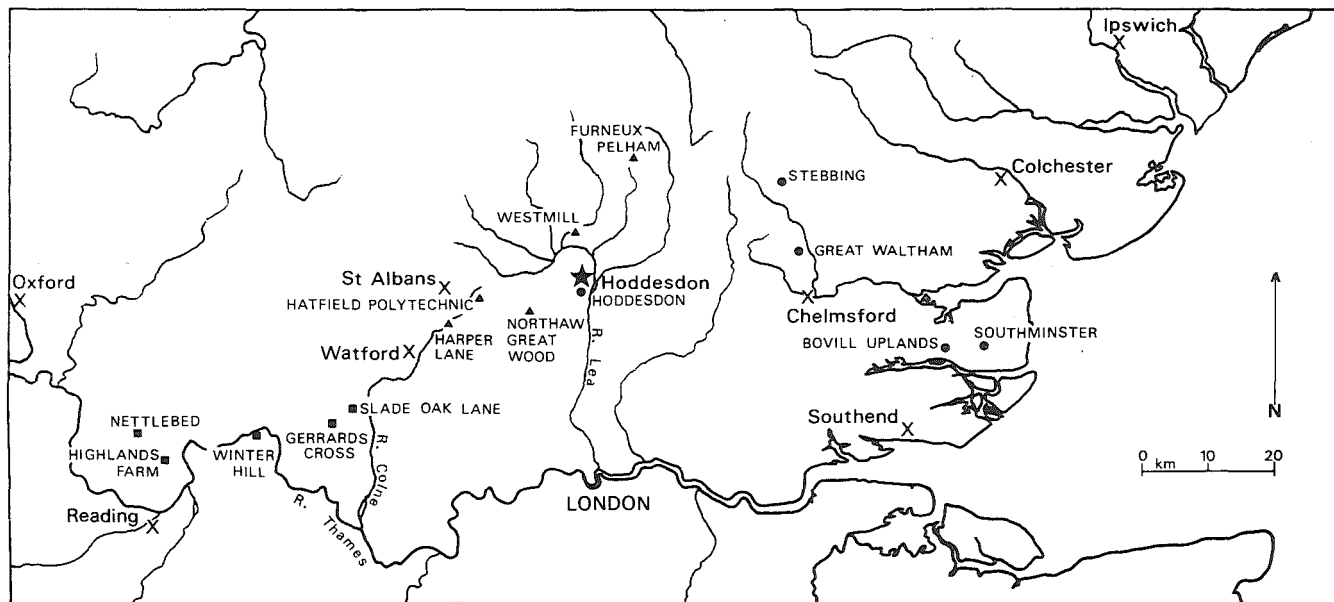 Ipswich
FURNEUX
PELHAM
STEBBING
Colchester
WESTMILL
GREAT WALTHAM
Oxford
St Albans
Hoddesdon
HATFIELD POLYTECHNIC
HODDESDON
HARPER
LANE
NORTHAW
GREAT
WOOD
Chelmsford
BOVILL UPLANDS
SOUTHMINSTER
Watford
R. Lea
A
N
NETTLEBED
SLADE OAK LANE
Southend
HIGHLANDS
FARM
WINTER
HILL
GERRARDS
CROSS
R. Colne
0 km 10 20
Reading
R. Thames
LONDON